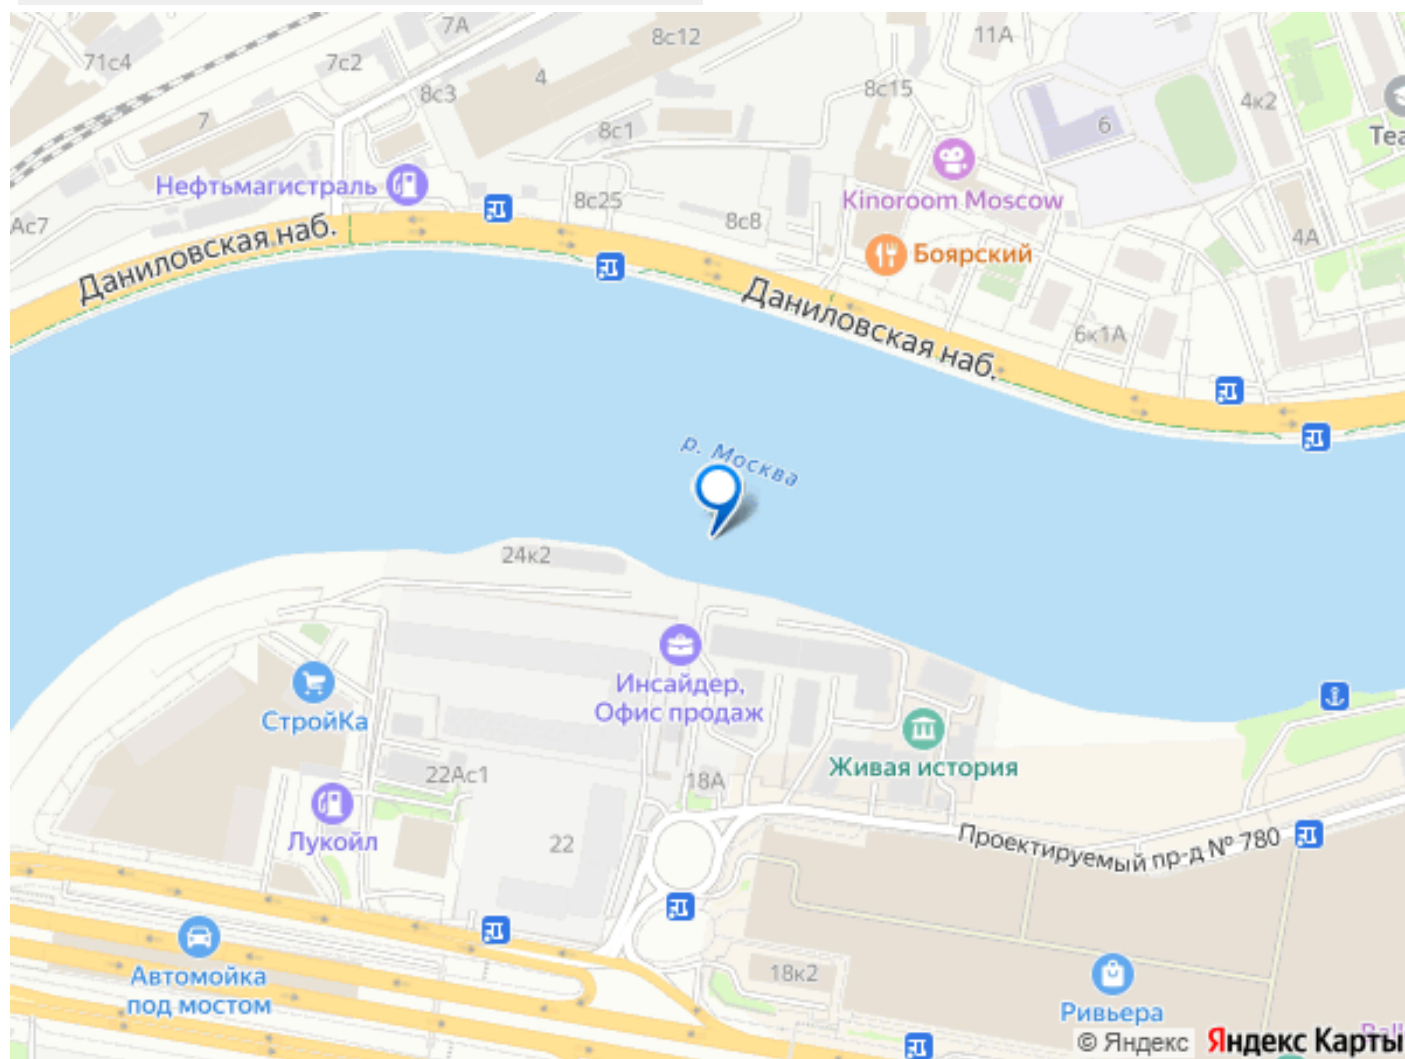 7А
8с12
11А
71с4
7с2
4
8с3
8с15
4к2
7
8с1
6
Теа
Нефтьмагистраль
8с25
Kinoroom Moscow
Ас7
8с8
4А
Даниловская наб.
Боярский
Даниловская наб.
6к1А
р. Москва
24к2
Инсайдер,
Офис продаж
СтройКа
Живая история
22Ас1
18А
Лукойл
22
Проектируемый пр-д № 780
Автомойка
под мостом
18к2
Ривьера
© Яндекс Яндекс Карты